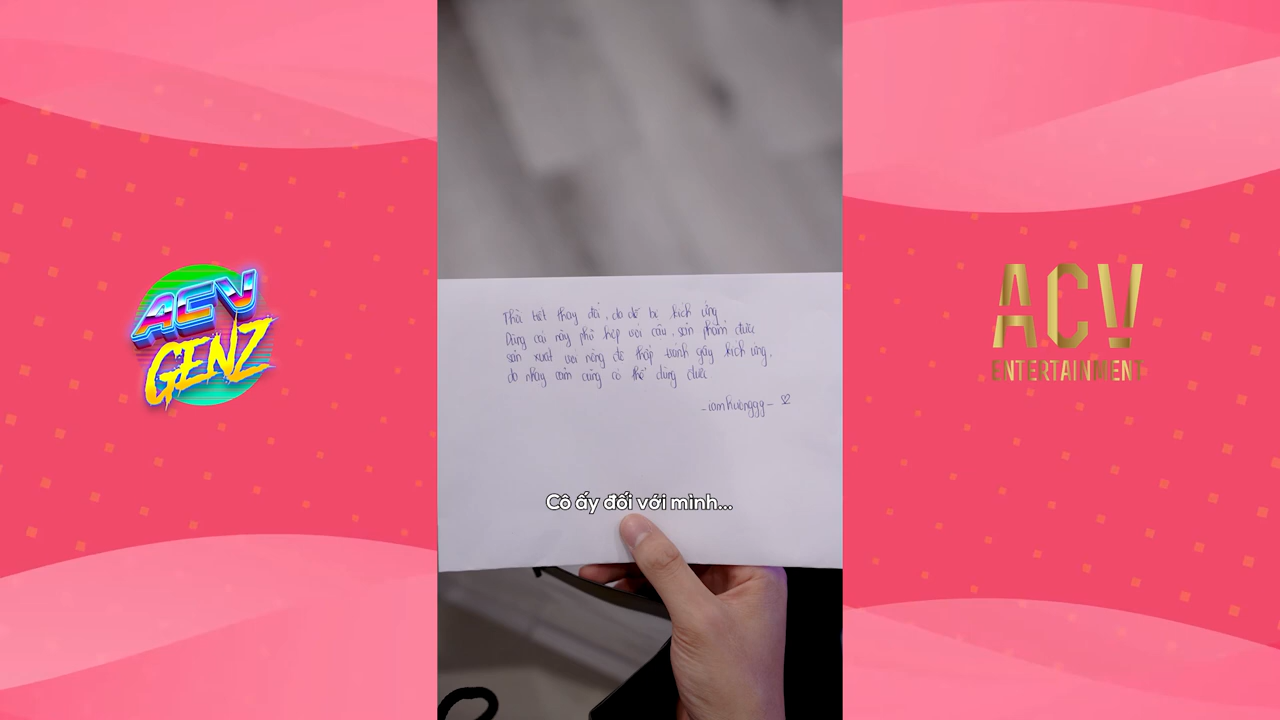 ACV
GENZ
ACV
ENTERTAINMENT
Thời tiết thay đổi, da dễ bị kích ứng
Dùng cái này phù hợp với cậu, sản phẩm được
sản xuất với nồng độ thấp tránh gây kích ứng,
da nhạy cảm cũng có thể dùng được
-iamhuonggg- ♡
Cô ấy đối với mình...